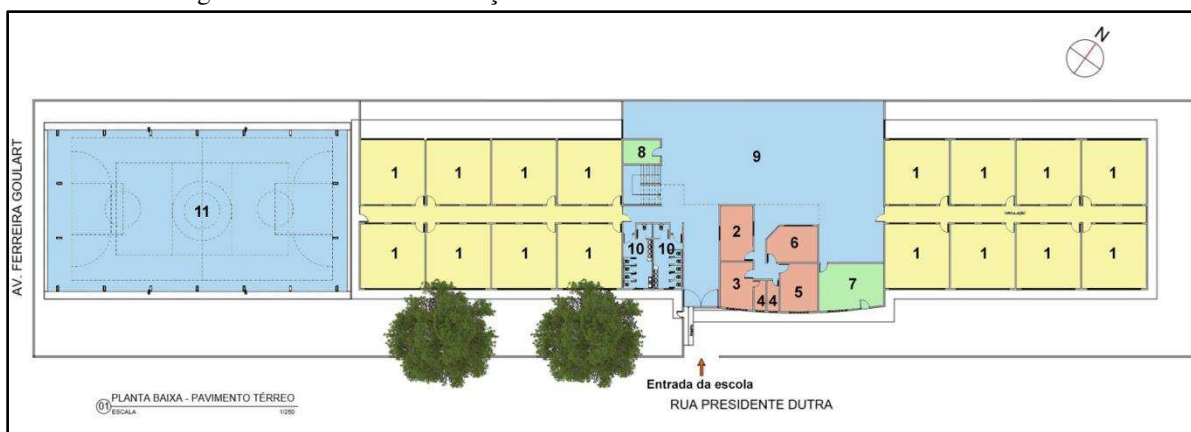 N
AV. FERREIRA GOULART
1 1 1 1 8 9 1 1 1 1
11
CIRCULAÇÃO
2 6
1 1 1 1 10 10 3 4 4 5 7 1 1 1 1
Entrada da escola
RUA PRESIDENTE DUTRA
01 PLANTA BAIXA - PAVIMENTO TÉRREO
ESCALA 1/250